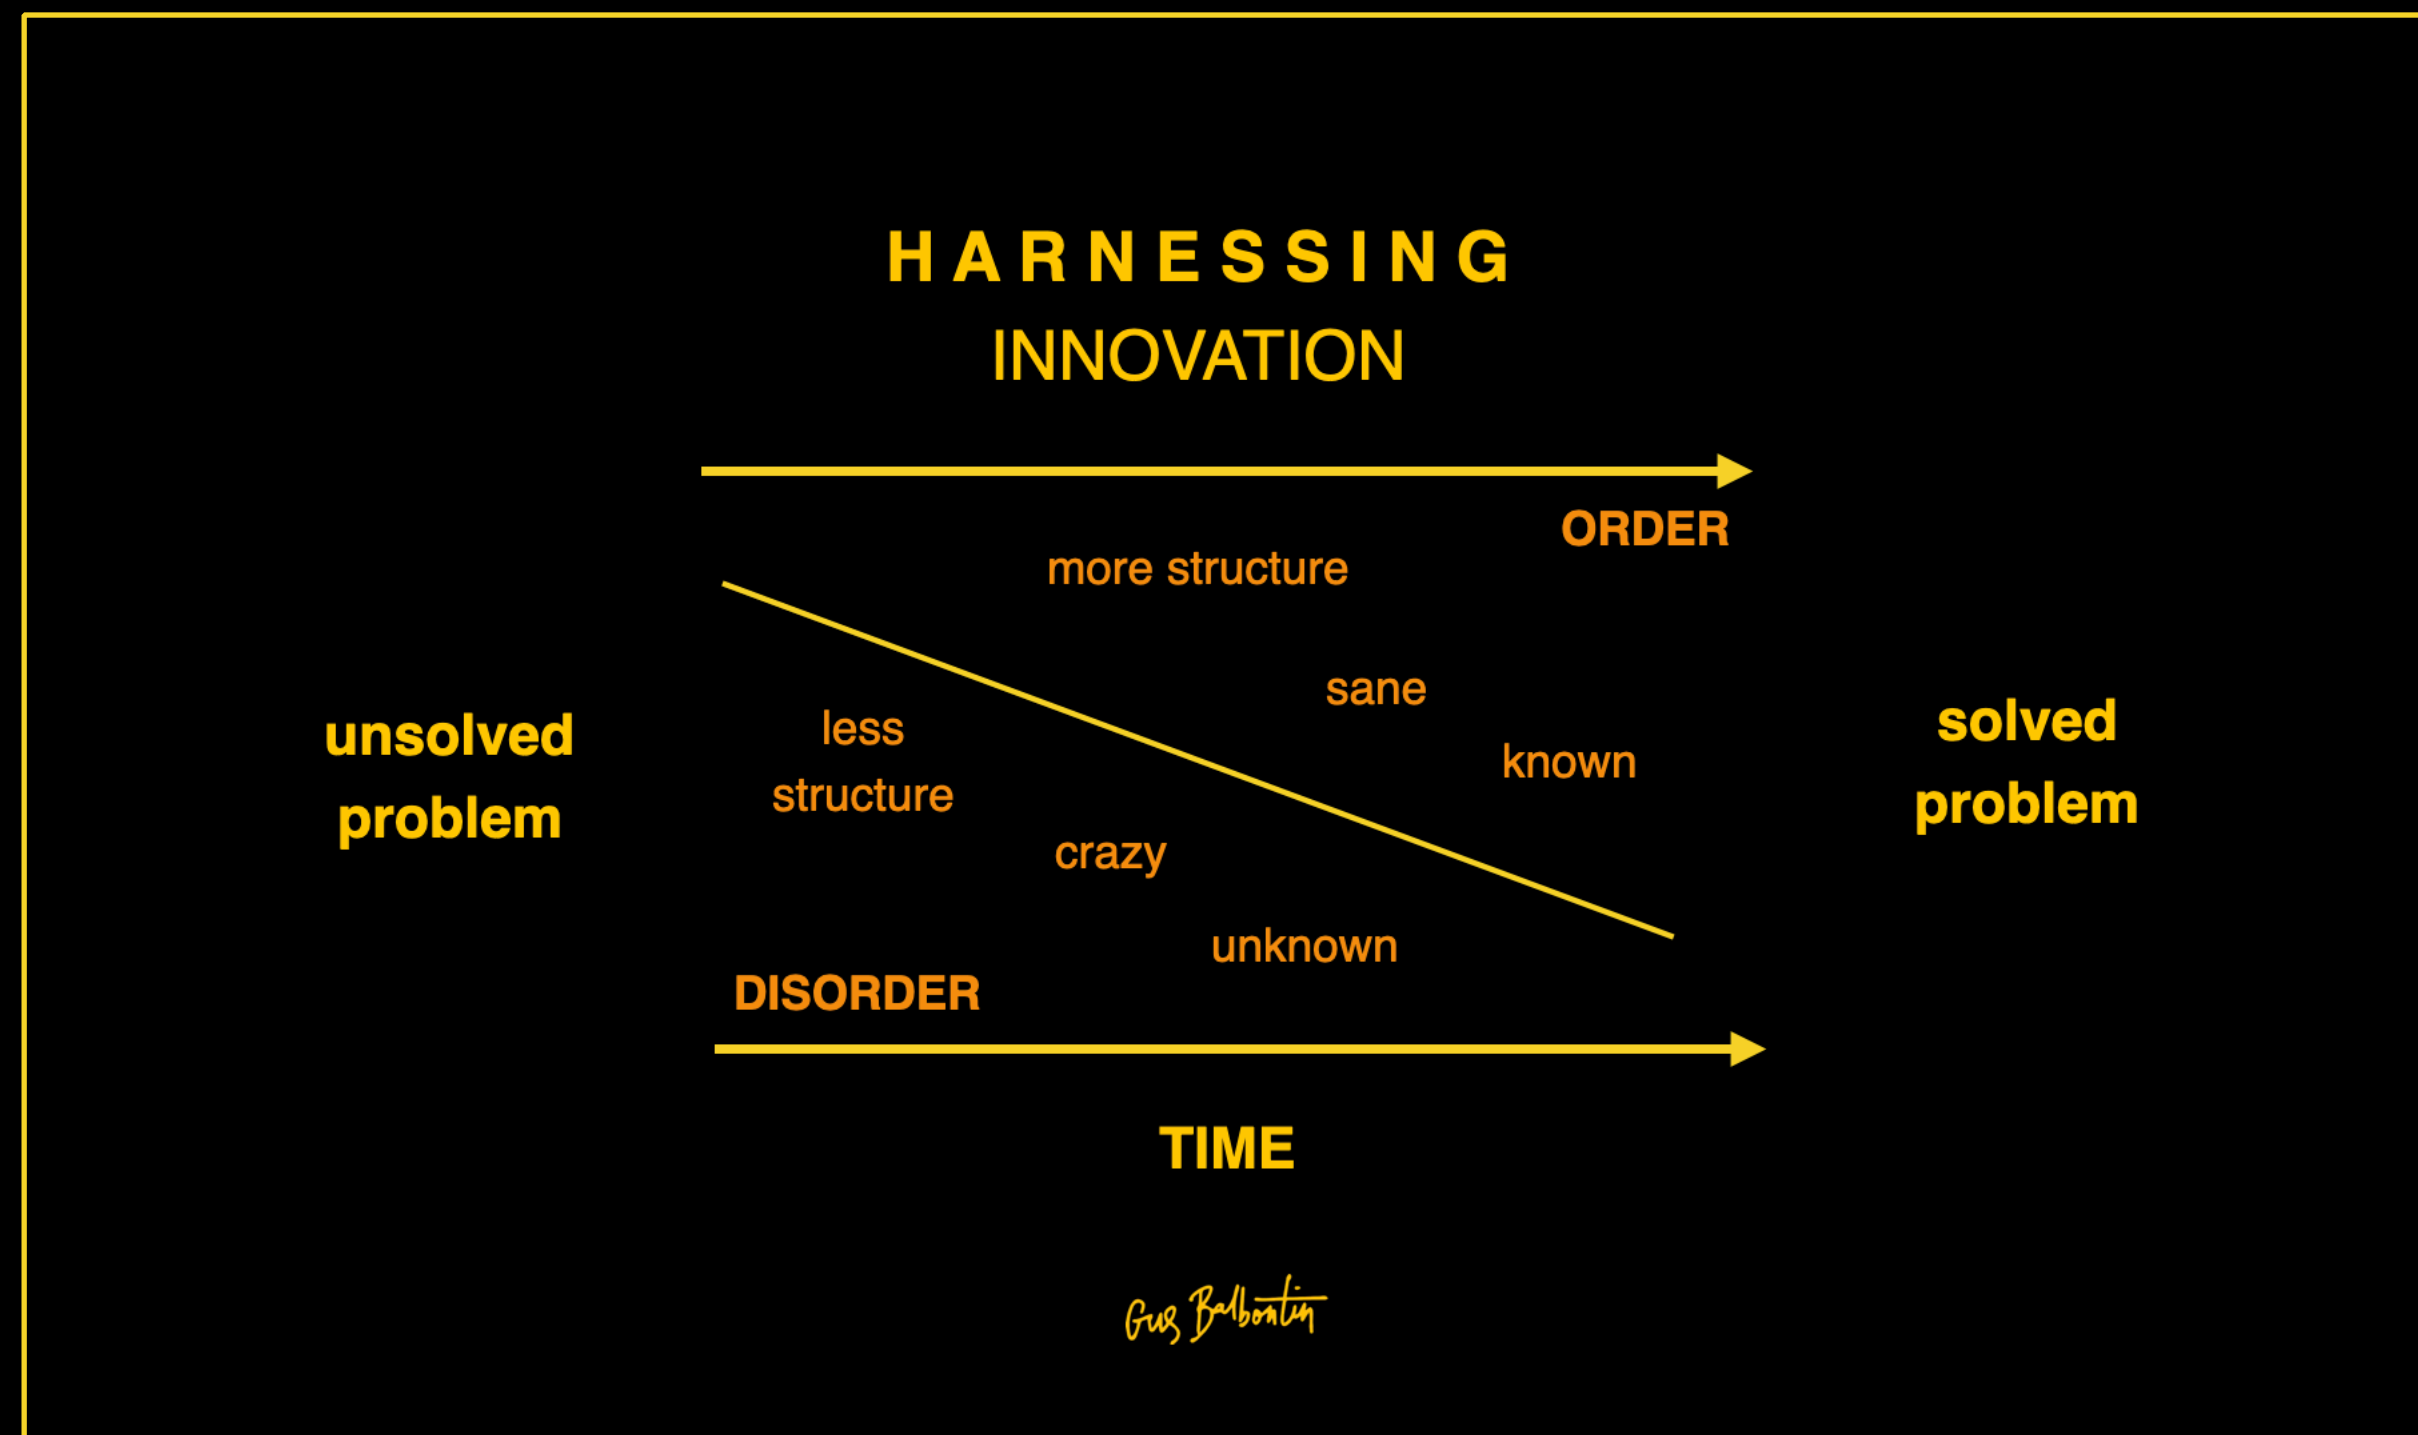 HARNESSING
INNOVATION
ORDER
more structure
sane
known
less
structure
crazy
unknown
DISORDER
unsolved
problem
solved
problem
TIME
Gus Balbontin